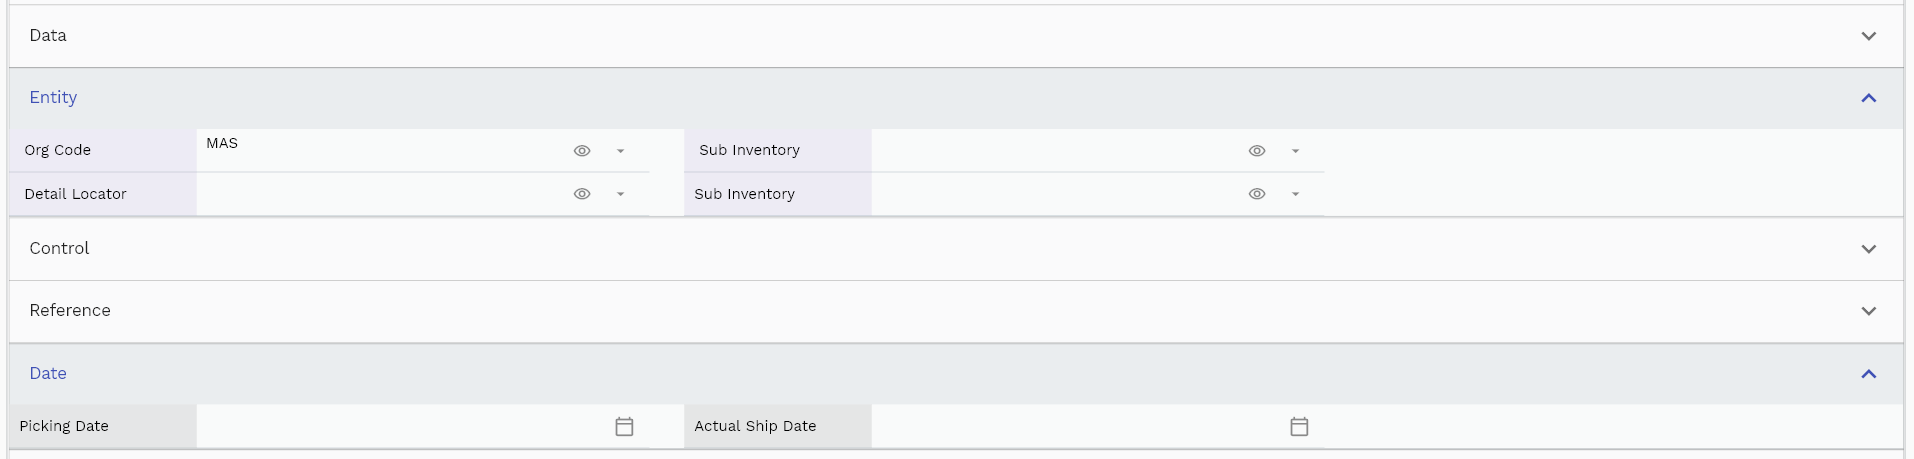 Data
Entity
Org Code MAS Sub Inventory
Detail Locator Sub Inventory
Control
Reference
Date
Picking Date Actual Ship Date